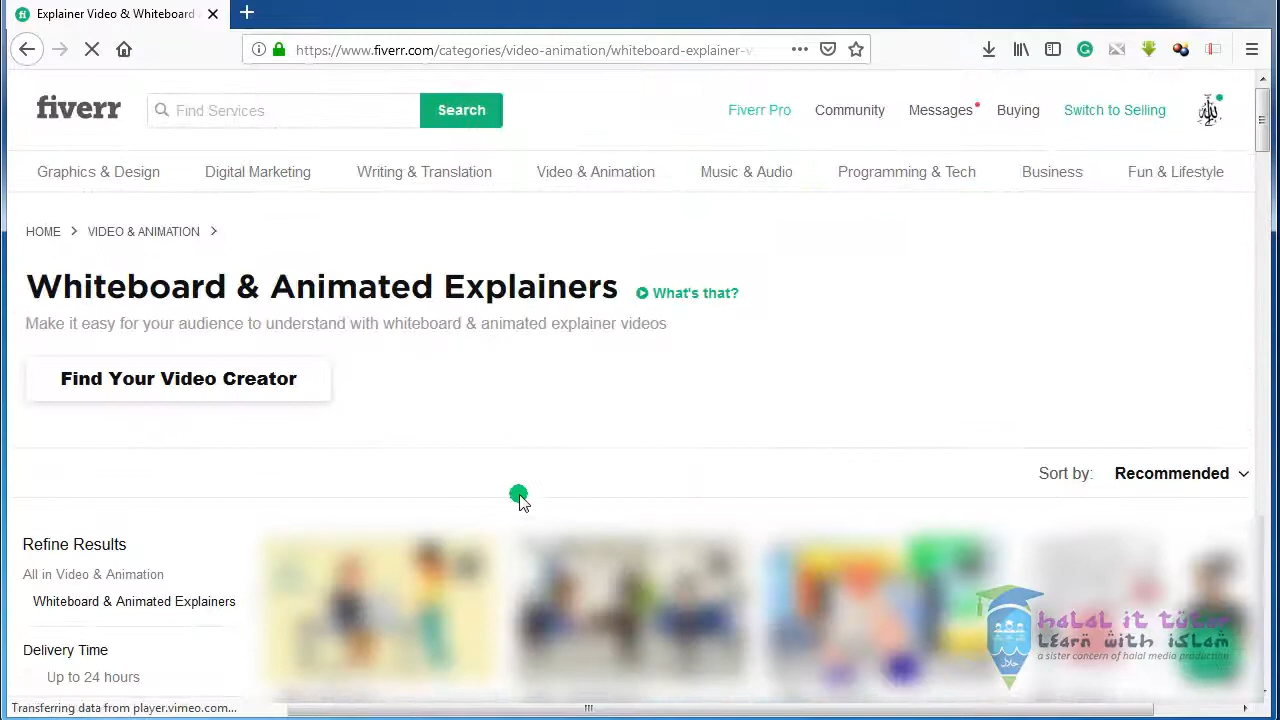 Explainer Video & Whiteboard
https://www.fiverr.com/categories/video-animation/whiteboard-explainer-v
fiverr
Find Services
Search
Fiverr Pro
Community
Messages
Buying
Switch to Selling
Graphics & Design
Digital Marketing
Writing & Translation
Video & Animation
Music & Audio
Programming & Tech
Business
Fun & Lifestyle
HOME > VIDEO & ANIMATION >
Whiteboard & Animated Explainers
What's that?
Make it easy for your audience to understand with whiteboard & animated explainer videos
Find Your Video Creator
Sort by: Recommended
Refine Results
All in Video & Animation
Whiteboard & Animated Explainers
Delivery Time
Up to 24 hours
halal it tutor
Learn with islam
a sister concern of halal media production
Transferring data from player.vimeo.com...